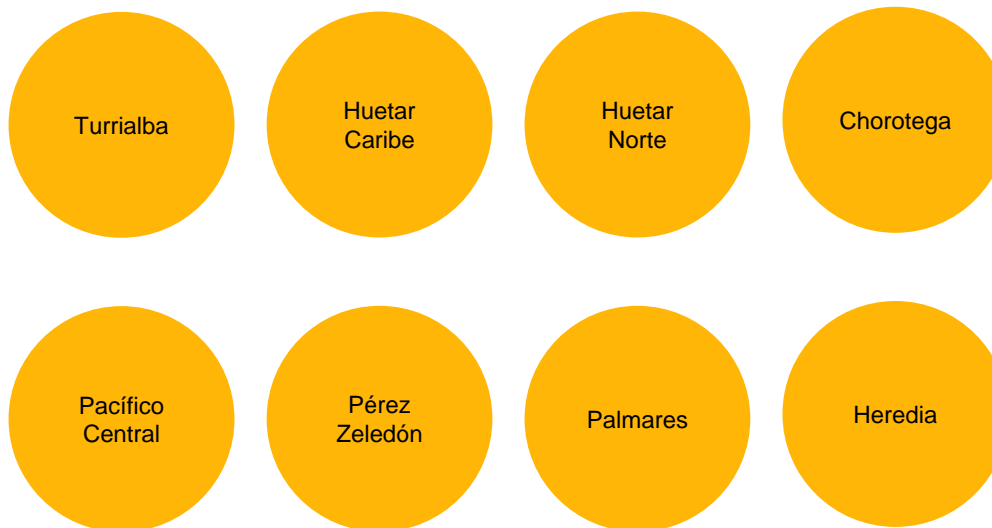 Turrialba
Huetar
Caribe
Huetar
Norte
Chorotega
Pacífico
Central
Pérez
Zeledón
Palmares
Heredia